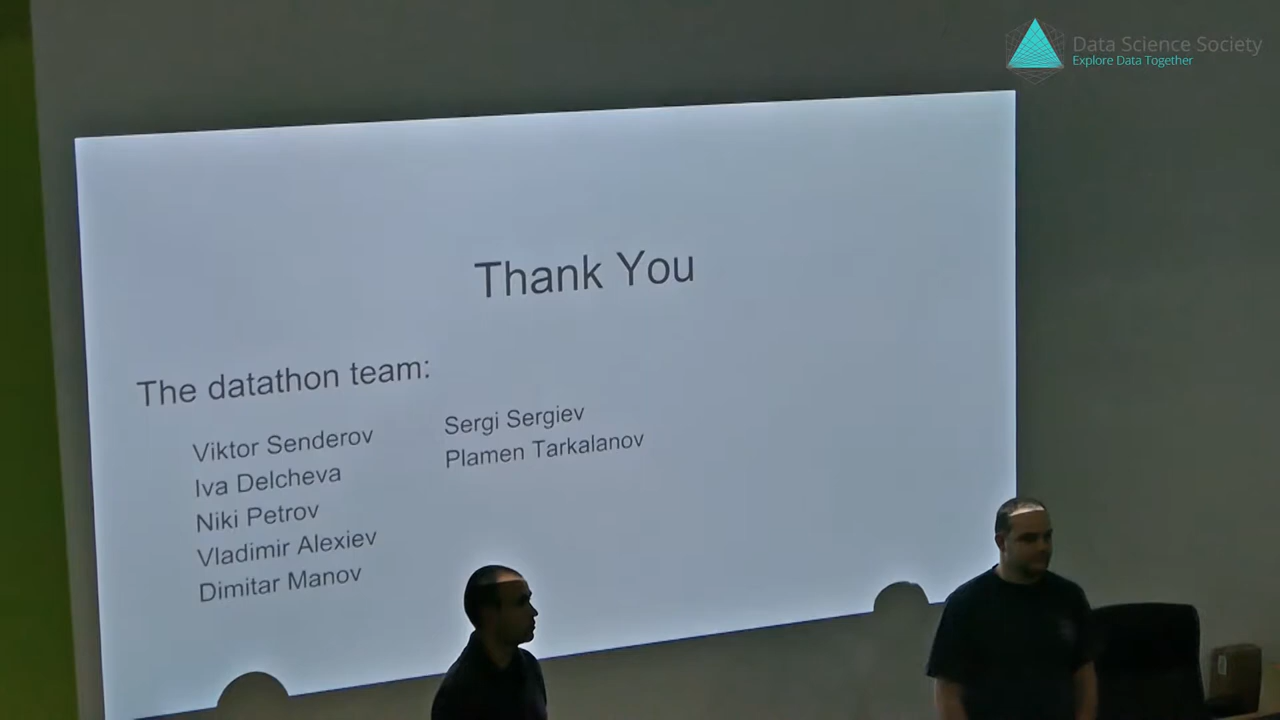 Data Science Society
Explore Data Together
Thank You
The datathon team:
Viktor Senderov
Iva Delcheva
Niki Petrov
Vladimir Alexiev
Dimitar Manov
Sergi Sergiev
Plamen Tarkalanov